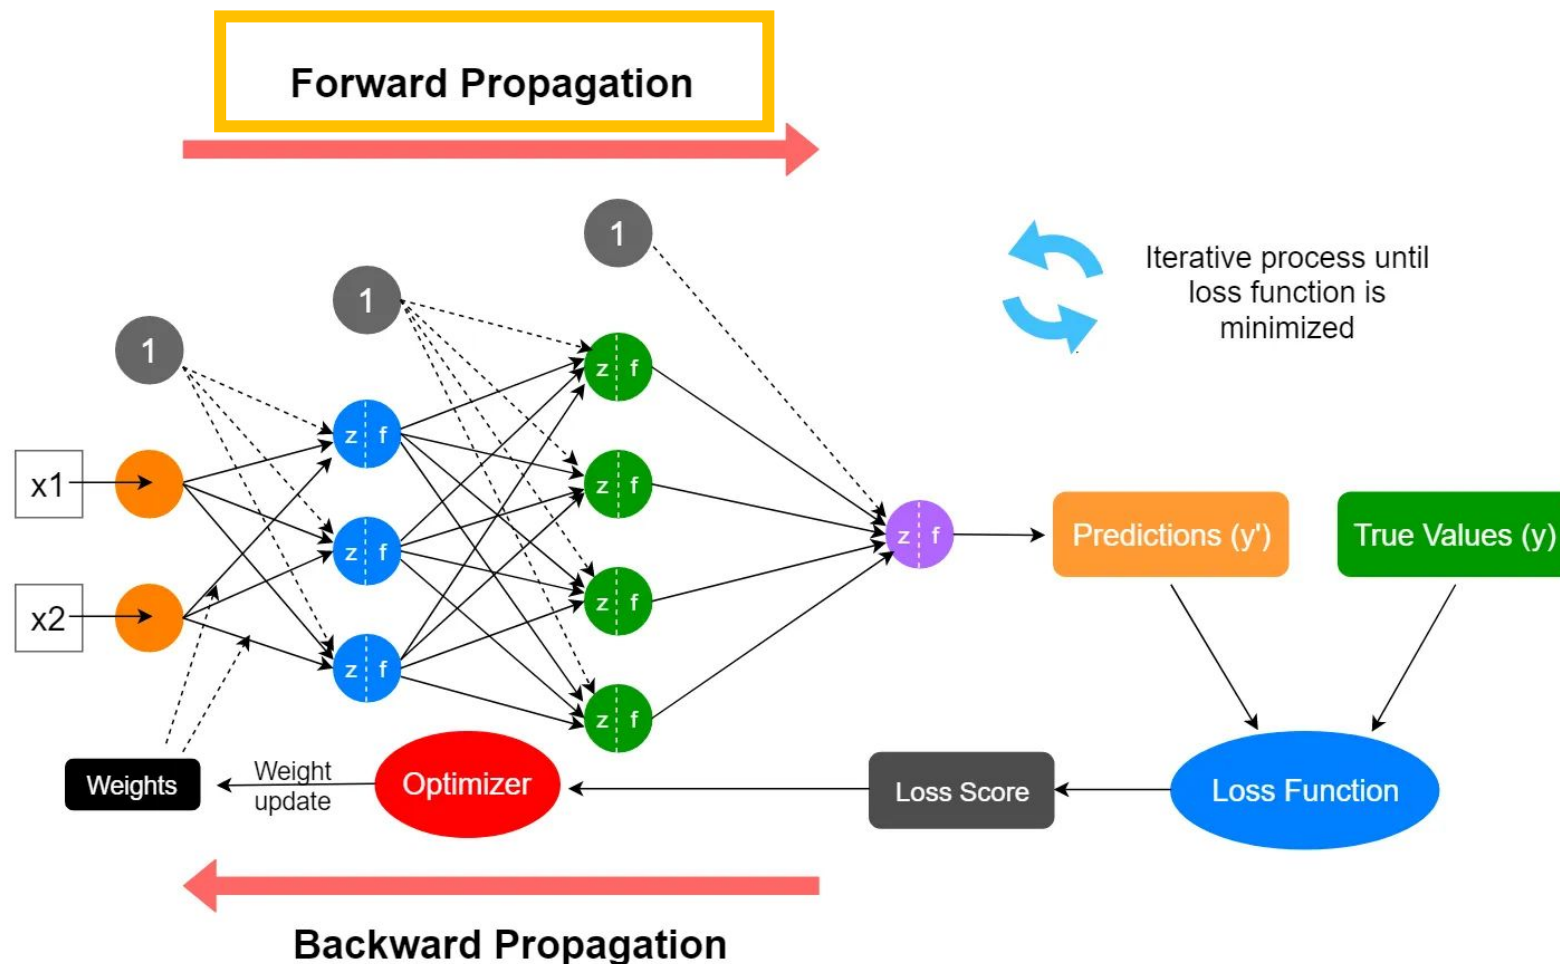 Forward Propagation
1
1
1
Iterative process until
loss function is
minimized
z f
z f
x1
z f
z f
z f
Predictions (y')
True Values (y)
z f
x2
z f
z f
Weights
Weight
update
Optimizer
Loss Score
Loss Function
Backward Propagation